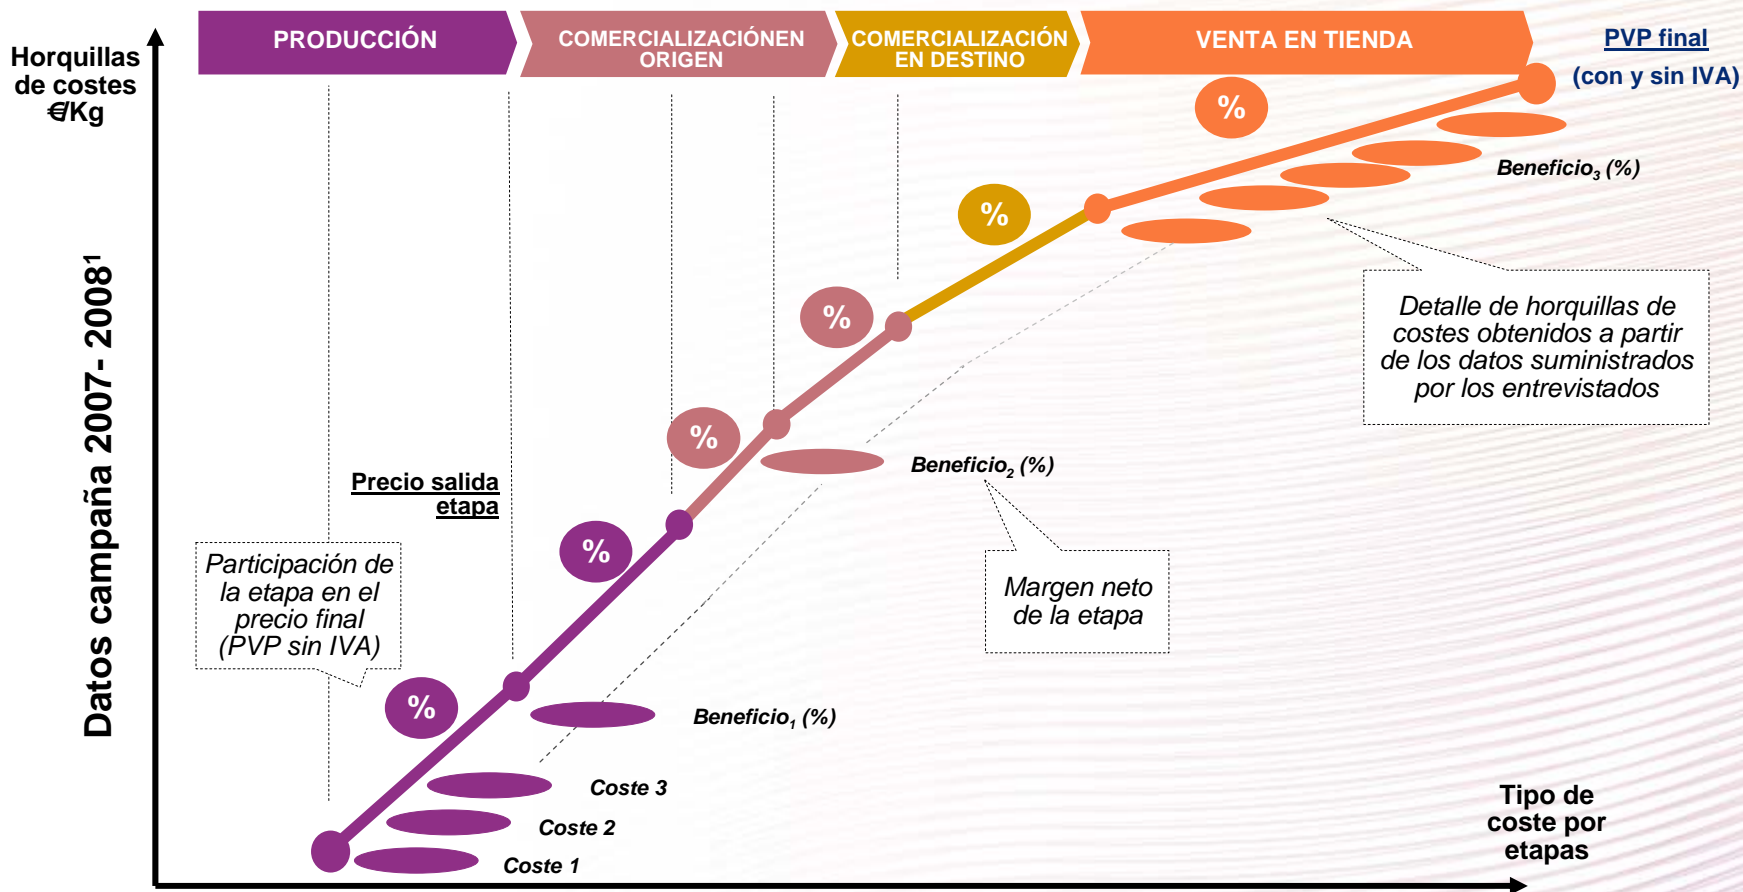 PRODUCCIÓN
COMERCIALIZACIÓNEN
ORIGEN
COMERCIALIZACIÓN
EN DESTINO
VENTA EN TIENDA
PVP final
(con y sin IVA)
Horquillas
de costes
€/Kg
Datos campaña 2007- 2008¹
%
%
%
%
%
%
Beneficio₃ (%)
Detalle de horquillas de
costes obtenidos a partir
de los datos suministrados
por los entrevistados
Beneficio₂ (%)
Precio salida
etapa
Participación de
la etapa en el
precio final
(PVP sin IVA)
Margen neto
de la etapa
Beneficio₁ (%)
Coste 3
Coste 2
Coste 1
Tipo de
coste por
etapas